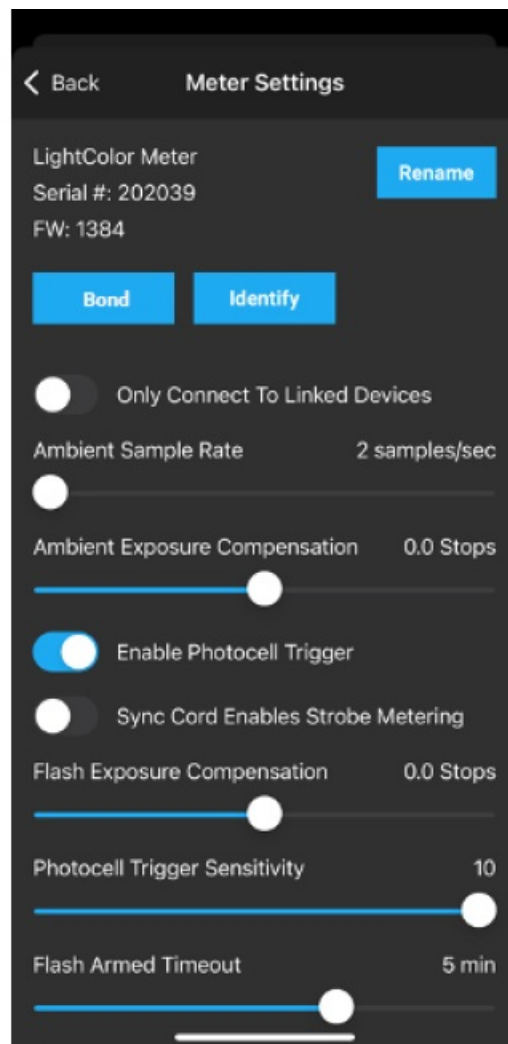 Back
Meter Settings
LightColor Meter
Rename
Serial #: 202039
FW: 1384
Bond
Identify
Only Connect To Linked Devices
Ambient Sample Rate 2 samples/sec
Ambient Exposure Compensation 0.0 Stops
Enable Photocell Trigger
Sync Cord Enables Strobe Metering
Flash Exposure Compensation 0.0 Stops
Photocell Trigger Sensitivity 10
Flash Armed Timeout 5 min